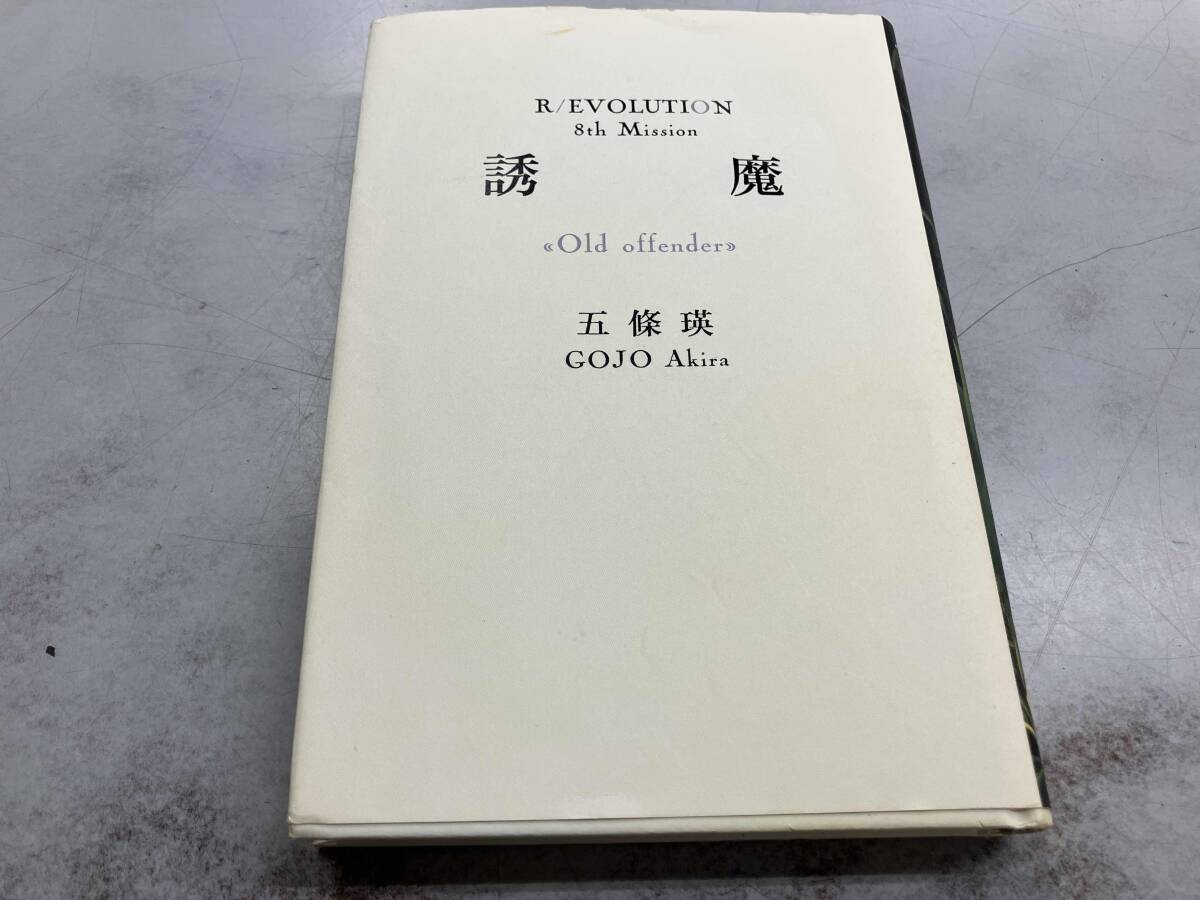 R/EVOLUTION
8th Mission
誘 魔
«Old offender»
五條瑛
GOJO Akira